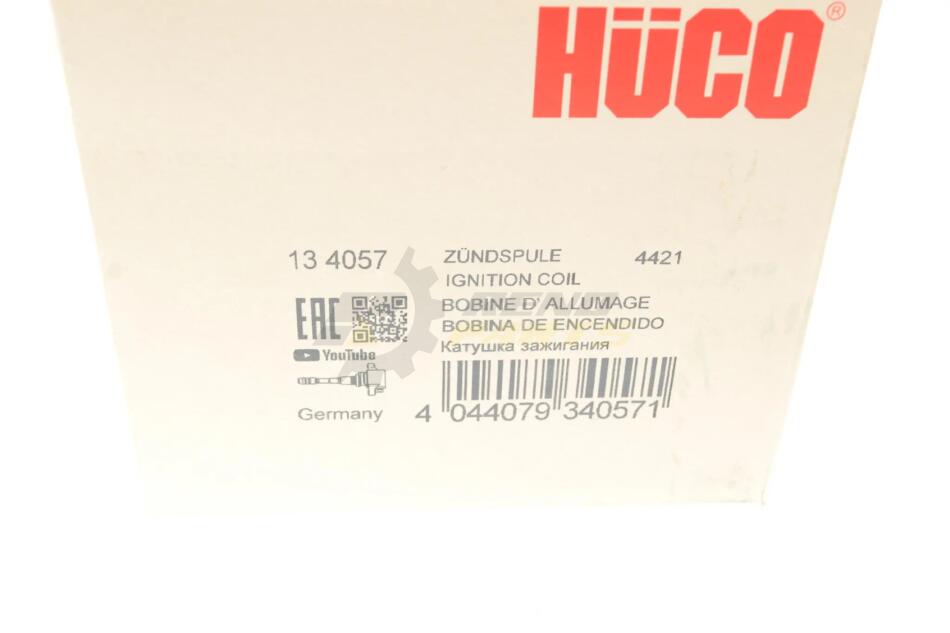 HÜCO®
13 4057
ZÜNDSPULE 4421
IGNITION COIL
BOBINE D' ALLUMAGE
BOBINA DE ENCENDIDO
Катушка зажигания
EAC
YouTube
Germany
4 044079 340571